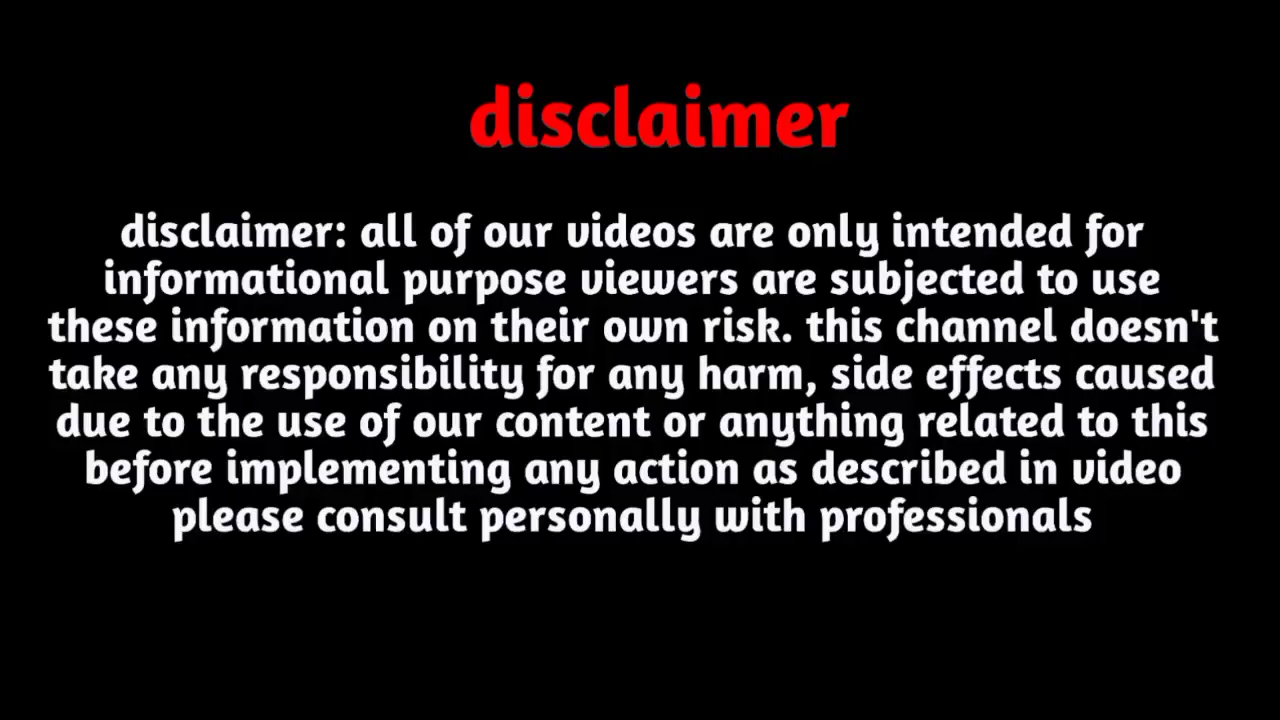 disclaimer
disclaimer: all of our videos are only intended for
informational purpose viewers are subjected to use
these information on their own risk. this channel doesn't
take any responsibility for any harm, side effects caused
due to the use of our content or anything related to this
before implementing any action as described in video
please consult personally with professionals